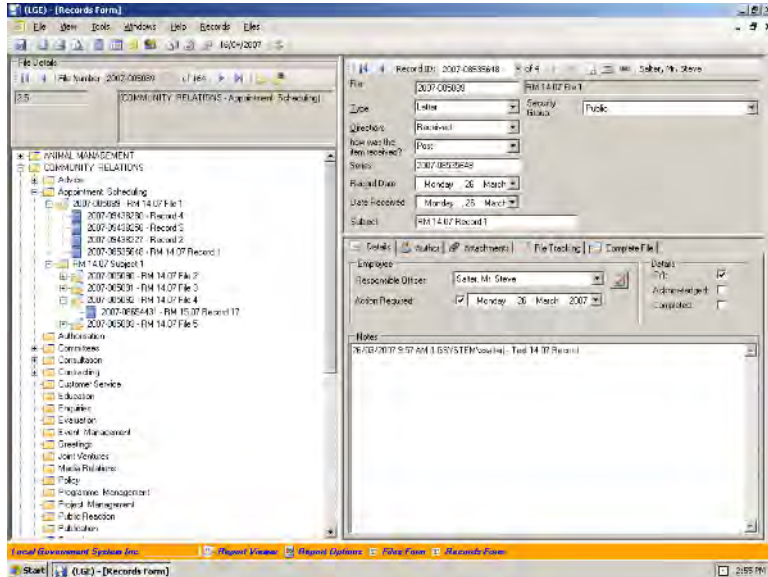 (LGE) - [Records Form]
File View Tools Windows Help Records Files
16/04/2007
File Details
File Number 2007-005089 of 164
2.5 COMMUNITY RELATIONS - Appointment Scheduling
ANIMAL MANAGEMENT
COMMUNITY RELATIONS
Advice
Appointment Scheduling
2007-005089 - RM 14.07 File 1
2007-09438280 - Record 4
2007-09438256 - Record 3
2007-09438227 - Record 2
2007-08535648 - RM 14.07 Record 1
RM 14.07 Subject 1
2007-005090 - RM 14.07 File 2
2007-005091 - RM 14.07 File 3
2007-005092 - RM 14.07 File 4
2007-08654431 - RM 15.07 Record 17
2007-005093 - RM 14.07 File 5
Authorisation
Committees
Consultation
Contracting
Customer Service
Education
Enquiries
Evaluation
Event Management
Greetings
Joint Ventures
Media Relations
Policy
Programme Management
Project Management
Public Reaction
Publication
Record ID: 2007-08535648 of 4 Salter, Mr. Steve
File 2007-005089 RM 14.07 File 1
Type Letter Security Group Public
Direction Received
how was the item received? Post
Series 2007-08535648
Record Date Monday , 26 March
Date Received Monday , 26 March
Subject RM 14.07 Record 1
Details Author Attachments File Tracking Complete File
Employee
Responsible Officer Salter, Mr. Steve
Action Required Monday , 26 March 2007
Details
FYI:
Acknowledged:
Completed:
Notes
26/03/2007 9:57 AM - Test 14.07 Record
Local Government System Inc. Report Viewer Report Options Files Form Records Form
Start (LGE) - [Records Form] 2:55 PM